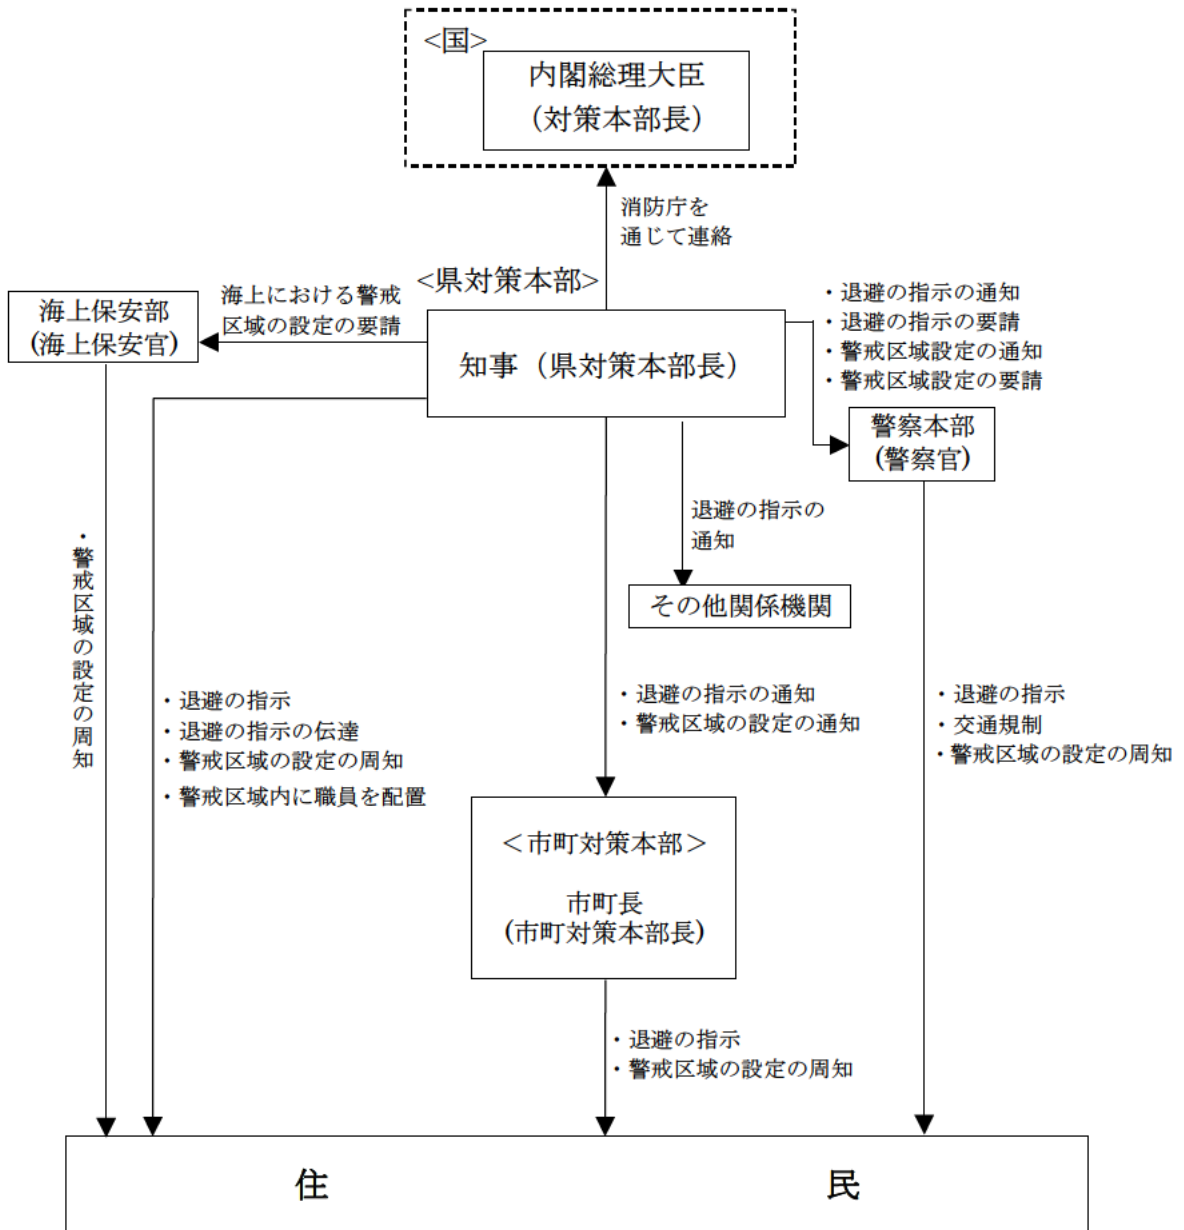 <国>
内閣総理大臣
(対策本部長)
消防庁を
通じて連絡
<県対策本部>
海上における警戒
区域の設定の要請
海上保安部
(海上保安官)
知事（県対策本部長）
・退避の指示の通知
・退避の指示の要請
・警戒区域設定の通知
・警戒区域設定の要請
警察本部
(警察官)
退避の指示の
通知
その他関係機関
・警戒区域の設定の周知
・退避の指示
・退避の指示の伝達
・警戒区域の設定の周知
・警戒区域内に職員を配置
・退避の指示の通知
・警戒区域の設定の通知
・退避の指示
・交通規制
・警戒区域の設定の周知
＜市町対策本部＞
市町長
(市町対策本部長)
・退避の指示
・警戒区域の設定の周知
住 民